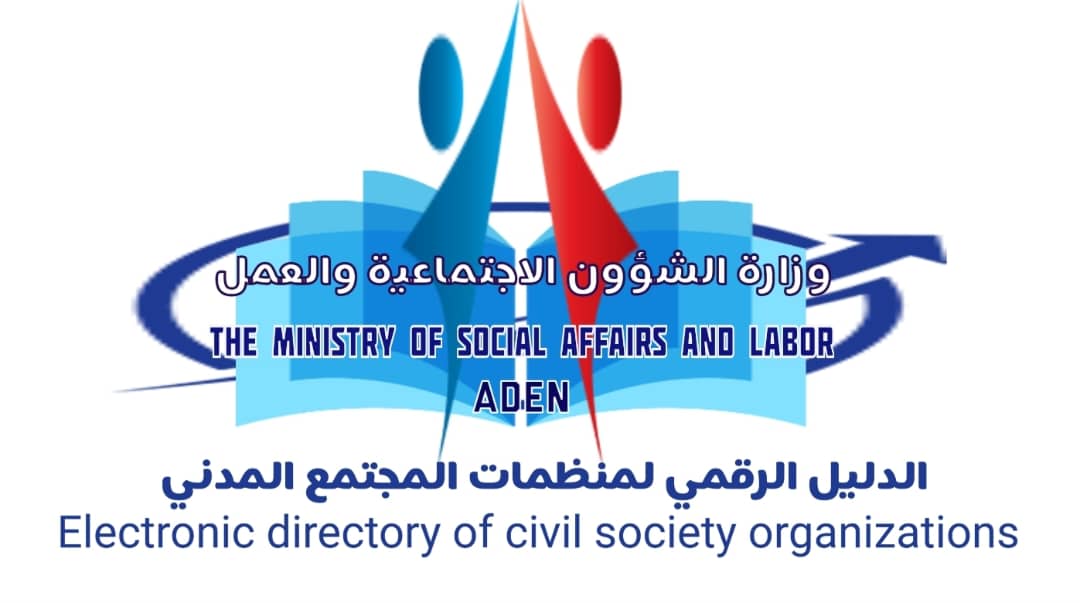 وزارة الشؤون الاجتماعية والعمل
THE MINISTRY OF SOCIAL AFFAIRS AND LABOR
ADEN
الدليل الرقمي لمنظمات المجتمع المدني
Electronic directory of civil society organizations